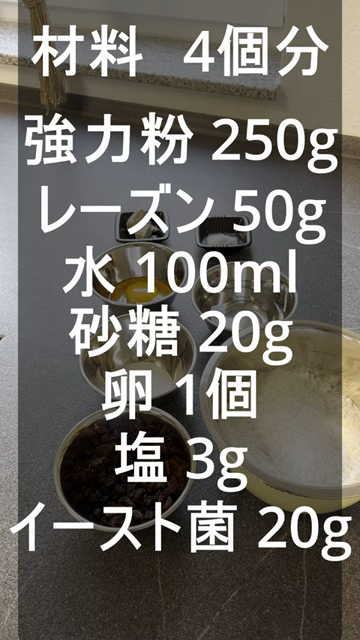 材料 4個分
強力粉 250g
レーズン 50g
水 100ml
砂糖 20g
卵 1個
塩 3g
イースト菌 20g